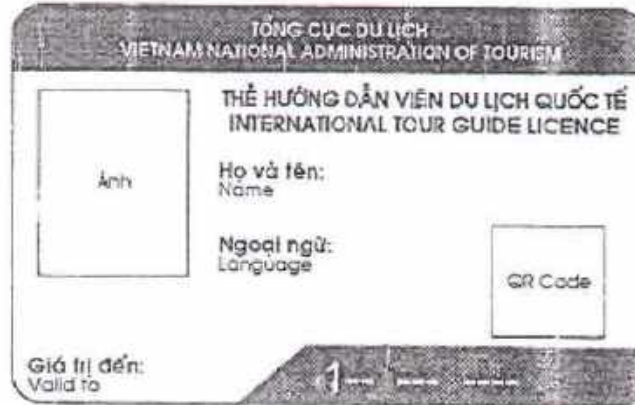 TỔNG CỤC DU LỊCH
VIETNAM NATIONAL ADMINISTRATION OF TOURISM
THẺ HƯỚNG DẪN VIÊN DU LỊCH QUỐC TẾ
INTERNATIONAL TOUR GUIDE LICENCE
Ảnh
Họ và tên:
Name
Ngoại ngữ:
Language
QR Code
Giá trị đến:
Valid to
1-- --- ----